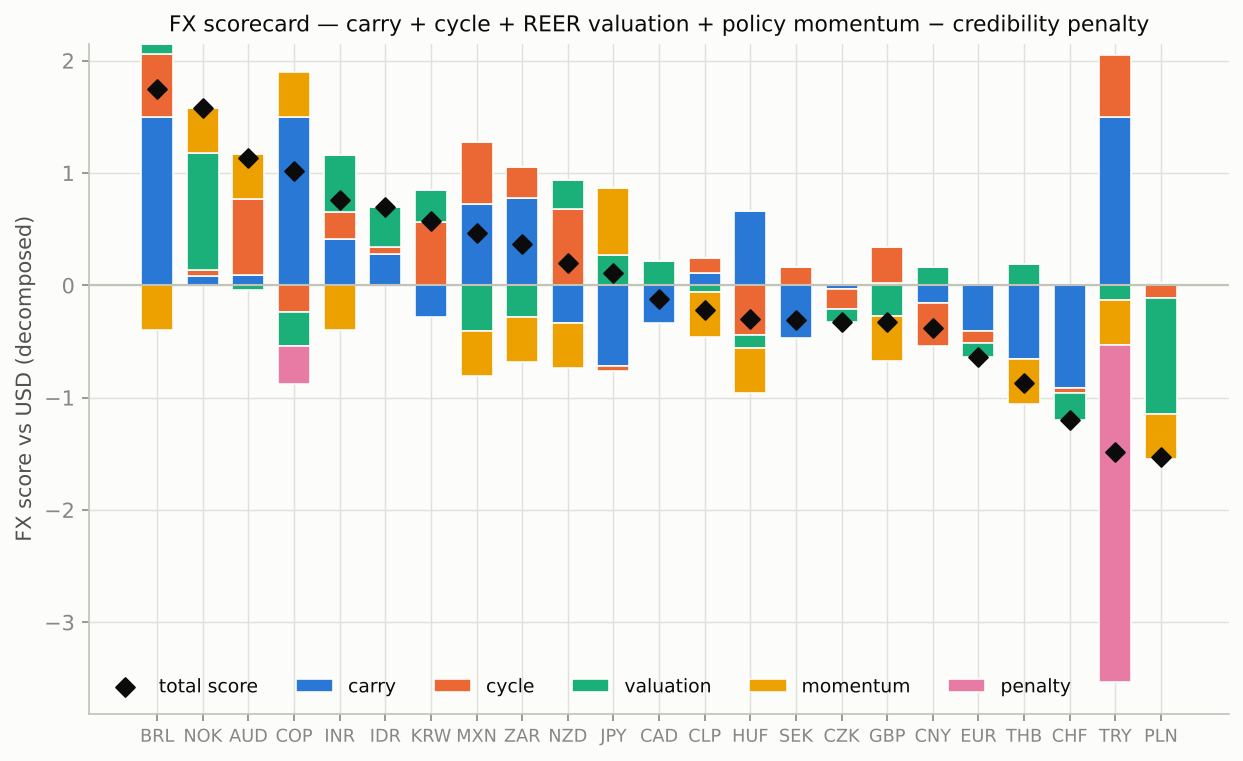 FX scorecard — carry + cycle + REER valuation + policy momentum − credibility penalty
FX score vs USD (decomposed)
2
1
0
−1
−2
−3
total score
carry
cycle
valuation
momentum
penalty
BRL NOK AUD COP INR IDR KRW MXN ZAR NZD JPY CAD CLP HUF SEK CZK GBP CNY EUR THB CHF TRY PLN